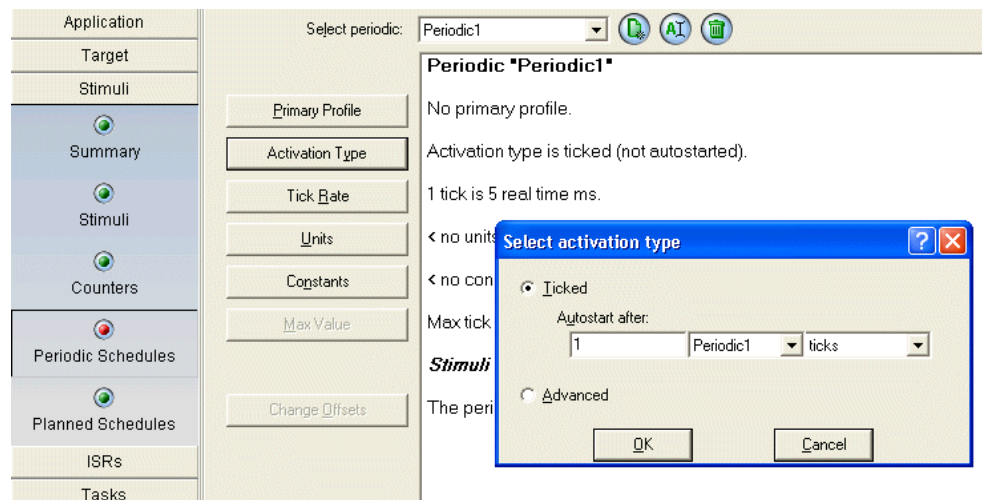 Application
Target
Stimuli
Summary
Stimuli
Counters
Periodic Schedules
Planned Schedules
ISRs
Tasks
Select periodic: Periodic1 AI
Primary Profile
Activation Type
Tick Rate
Units
Constants
Max Value
Change Offsets
Periodic "Periodic1"
No primary profile.
Activation type is ticked (not autostarted).
1 tick is 5 real time ms.
< no units
< no con
Max tick
Stimuli
The peri
Select activation type ?
Ticked
Autostart after:
1 Periodic1 ticks
Advanced
OK Cancel